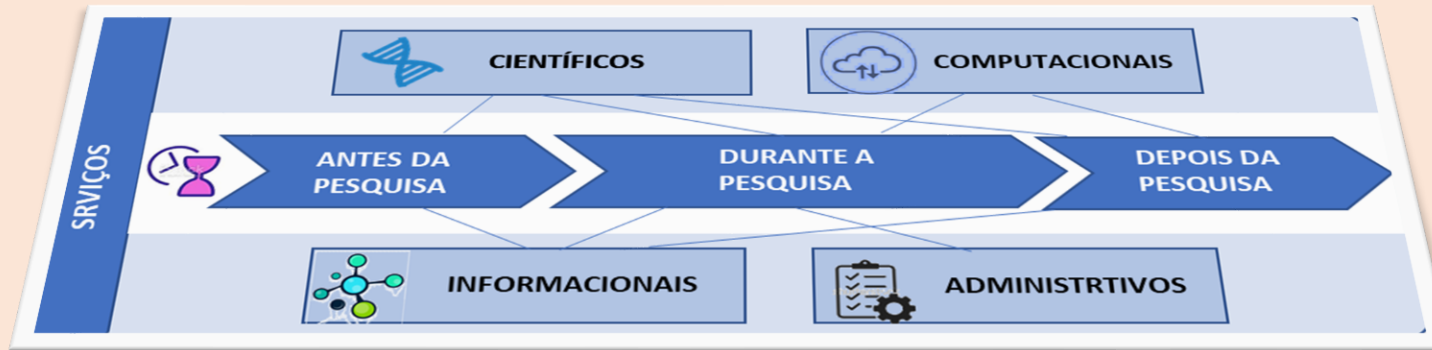 SRVIÇOS
CIENTÍFICOS
COMPUTACIONAIS
ANTES DA
PESQUISA
DURANTE A
PESQUISA
DEPOIS DA
PESQUISA
INFORMACIONAIS
ADMINISTRTIVOS